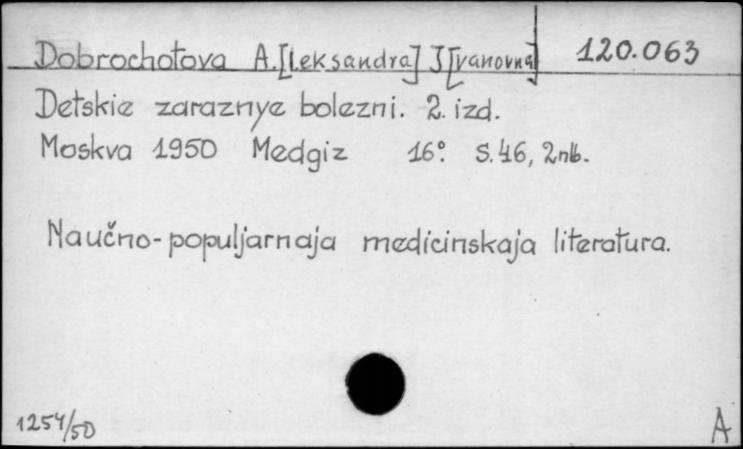 Dobrochotova A.[leksandra] J[vanovna] 120.063
Detskie zaraznye bolezni. 2. izd.
Moskva 1950 Medgiz 16°. S.46, 2nlb.
Naučno-populjarnaja medicinskaja literatura.
1254/50 A